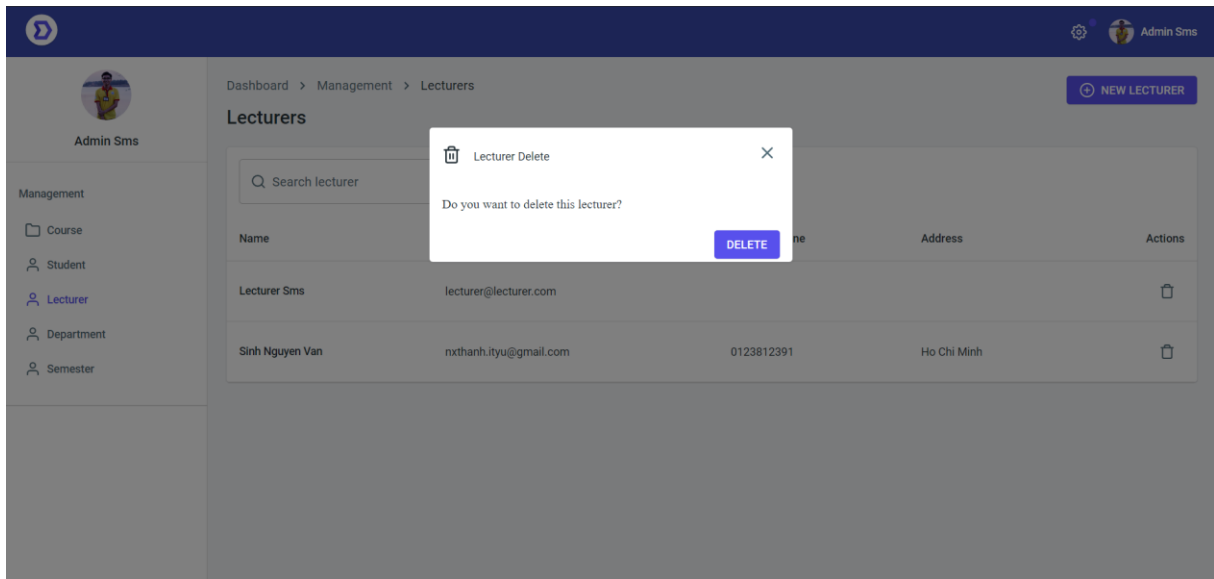 Admin Sms
Admin Sms
Management
Course
Student
Lecturer
Department
Semester
Dashboard > Management > Lecturers
NEW LECTURER
Lecturers
Search lecturer
Lecturer Delete
Do you want to delete this lecturer?
DELETE
Name ne Address Actions
Lecturer Sms lecturer@lecturer.com
Sinh Nguyen Van nxthanh.ityu@gmail.com 0123812391 Ho Chi Minh